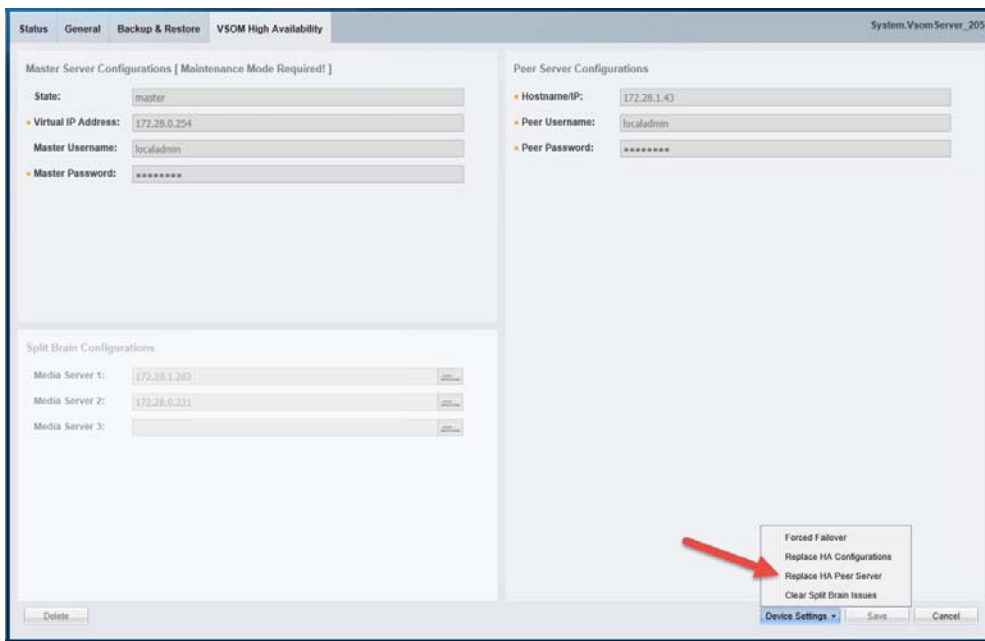 Status General Backup & Restore VSOM High Availability System.VsomServer_205
Master Server Configurations [ Maintenance Mode Required! ]
State: master
Virtual IP Address: 172.28.0.254
Master Username: localadmin
Master Password: ********
Peer Server Configurations
Hostname/IP: 172.28.1.43
Peer Username: localadmin
Peer Password: ********
Split Brain Configurations
Media Server 1: 172.28.1.203
Media Server 2: 172.28.0.231
Media Server 3:
Forced Failover
Replace HA Configurations
Replace HA Peer Server
Clear Split Brain Issues
Delete Device Settings Save Cancel